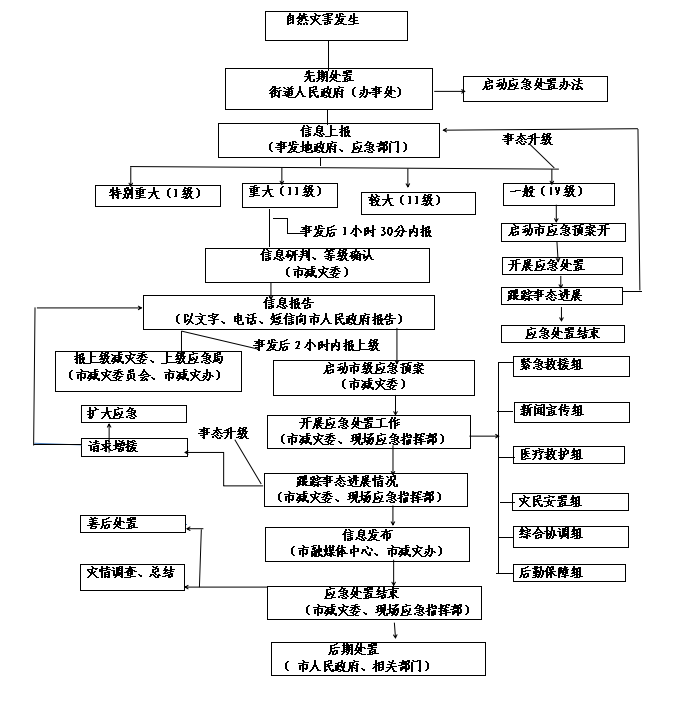 自然灾害发生
先期处置
街道人民政府（办事处）
启动应急处置办法
信息上报
（事发地政府、应急部门）
事态升级
特别重大（I级）
重大（II级）
较大（II级）
一般（IV级）
启动市应急预案开
事发后1小时30分内报
信息研判、等级确认
（市减灾委）
开展应急处置
跟踪事态进展
信息报告
（以文字、电话、短信向市人民政府报告）
应急处置结束
事发后2小时内报上级
报上级减灾委、上级应急局
（市减灾委员会、市减灾办）
启动市级应急预案
（市减灾委）
紧急救援组
扩大应急
新闻宣传组
开展应急处置工作
（市减灾委、现场应急指挥部）
事态升级
请求增援
医疗救护组
跟踪事态进展情况
（市减灾委、现场应急指挥部）
灾民安置组
善后处置
信息发布
（市融媒体中心、市减灾办）
综合协调组
灾情调查、总结
后勤保障组
应急处置结束
（市减灾委、现场应急指挥部）
后期处置
（ 市人民政府、相关部门）